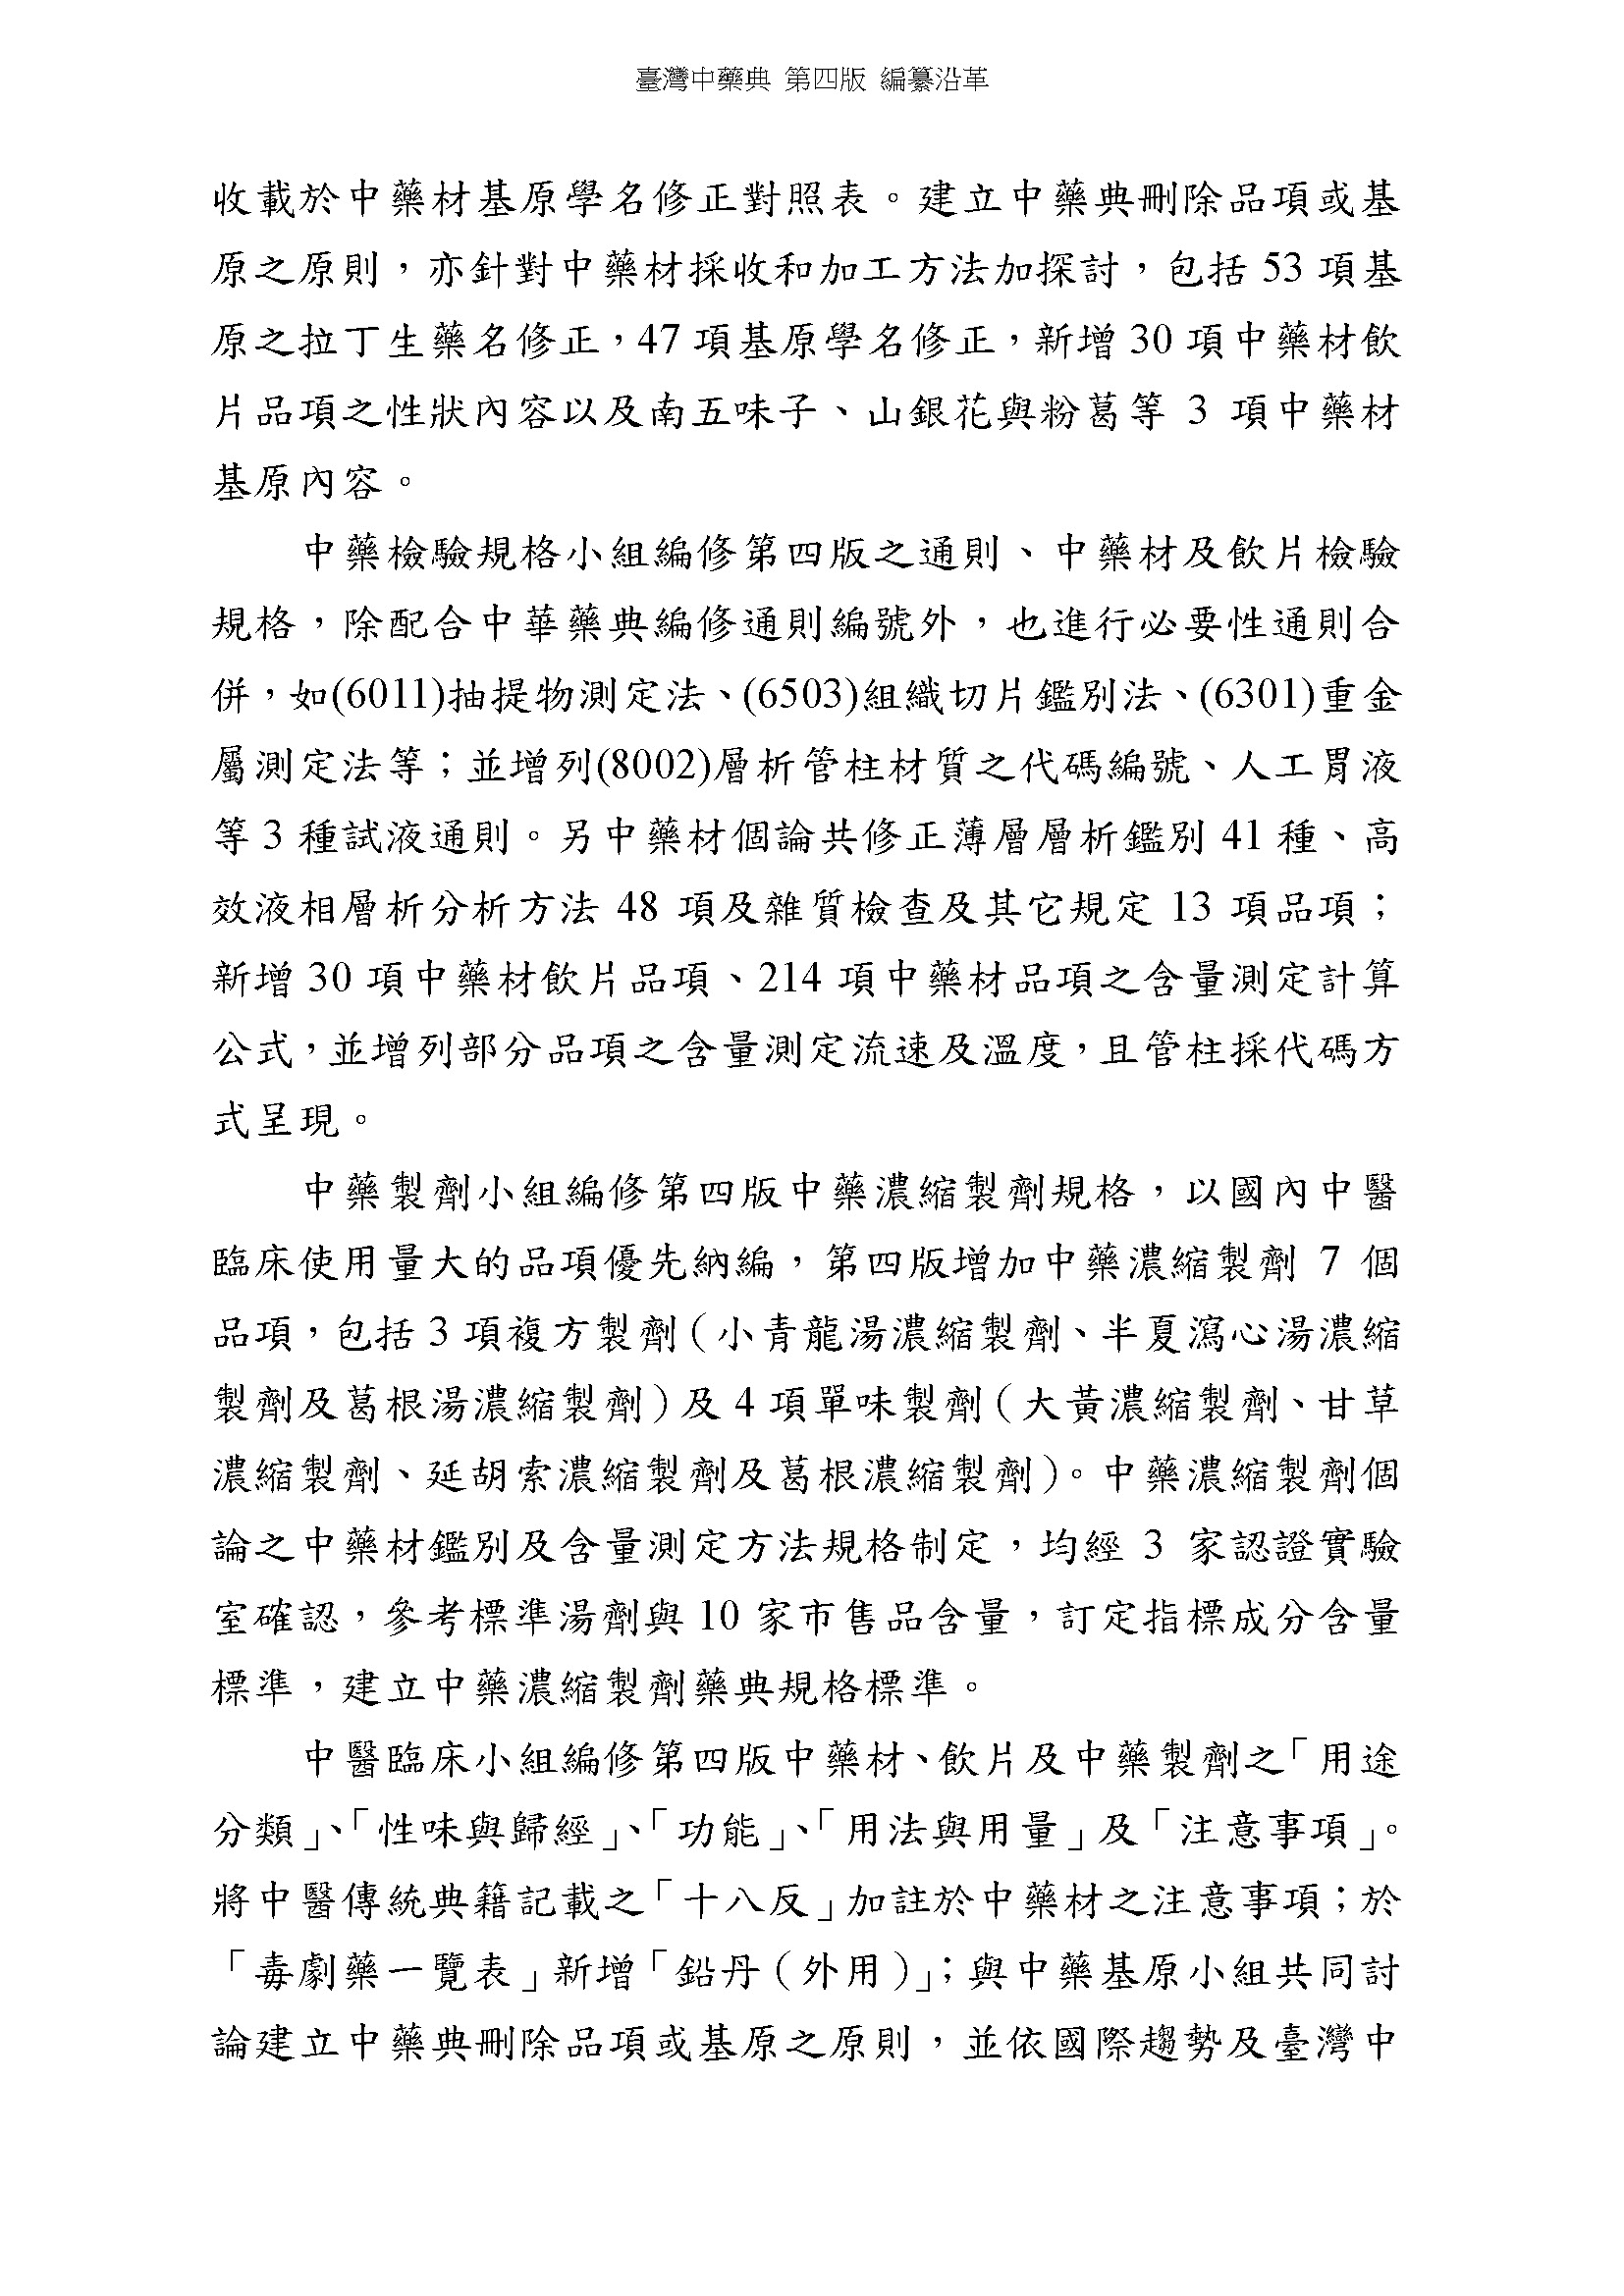 臺灣中藥典 第四版 編纂沿革
收載於中藥材基原學名修正對照表。建立中藥典刪除品項或基
原之原則，亦針對中藥材採收和加工方法加探討，包括 53 項基
原之拉丁生藥名修正，47 項基原學名修正，新增 30 項中藥材飲
片品項之性狀內容以及南五味子、山銀花與粉葛等 3 項中藥材
基原內容。
中藥檢驗規格小組編修第四版之通則、中藥材及飲片檢驗
規格，除配合中華藥典編修通則編號外，也進行必要性通則合
併，如(6011)抽提物測定法、(6503)組織切片鑑別法、(6301)重金
屬測定法等；並增列(8002)層析管柱材質之代碼編號、人工胃液
等 3 種試液通則。另中藥材個論共修正薄層層析鑑別 41 種、高
效液相層析分析方法 48 項及雜質檢查及其它規定 13 項品項；
新增 30 項中藥材飲片品項、214 項中藥材品項之含量測定計算
公式，並增列部分品項之含量測定流速及溫度，且管柱採代碼方
式呈現。
中藥製劑小組編修第四版中藥濃縮製劑規格，以國內中醫
臨床使用量大的品項優先納編，第四版增加中藥濃縮製劑 7 個
品項，包括 3 項複方製劑（小青龍湯濃縮製劑、半夏瀉心湯濃縮
製劑及葛根湯濃縮製劑）及 4 項單味製劑（大黃濃縮製劑、甘草
濃縮製劑、延胡索濃縮製劑及葛根濃縮製劑）。中藥濃縮製劑個
論之中藥材鑑別及含量測定方法規格制定，均經 3 家認證實驗
室確認，參考標準湯劑與 10 家市售品含量，訂定指標成分含量
標準，建立中藥濃縮製劑藥典規格標準。
中醫臨床小組編修第四版中藥材、飲片及中藥製劑之「用途
分類」、「性味與歸經」、「功能」、「用法與用量」及「注意事項」。
將中醫傳統典籍記載之「十八反」加註於中藥材之注意事項；於
「毒劇藥一覽表」新增「鉛丹（外用）」；與中藥基原小組共同討
論建立中藥典刪除品項或基原之原則，並依國際趨勢及臺灣中